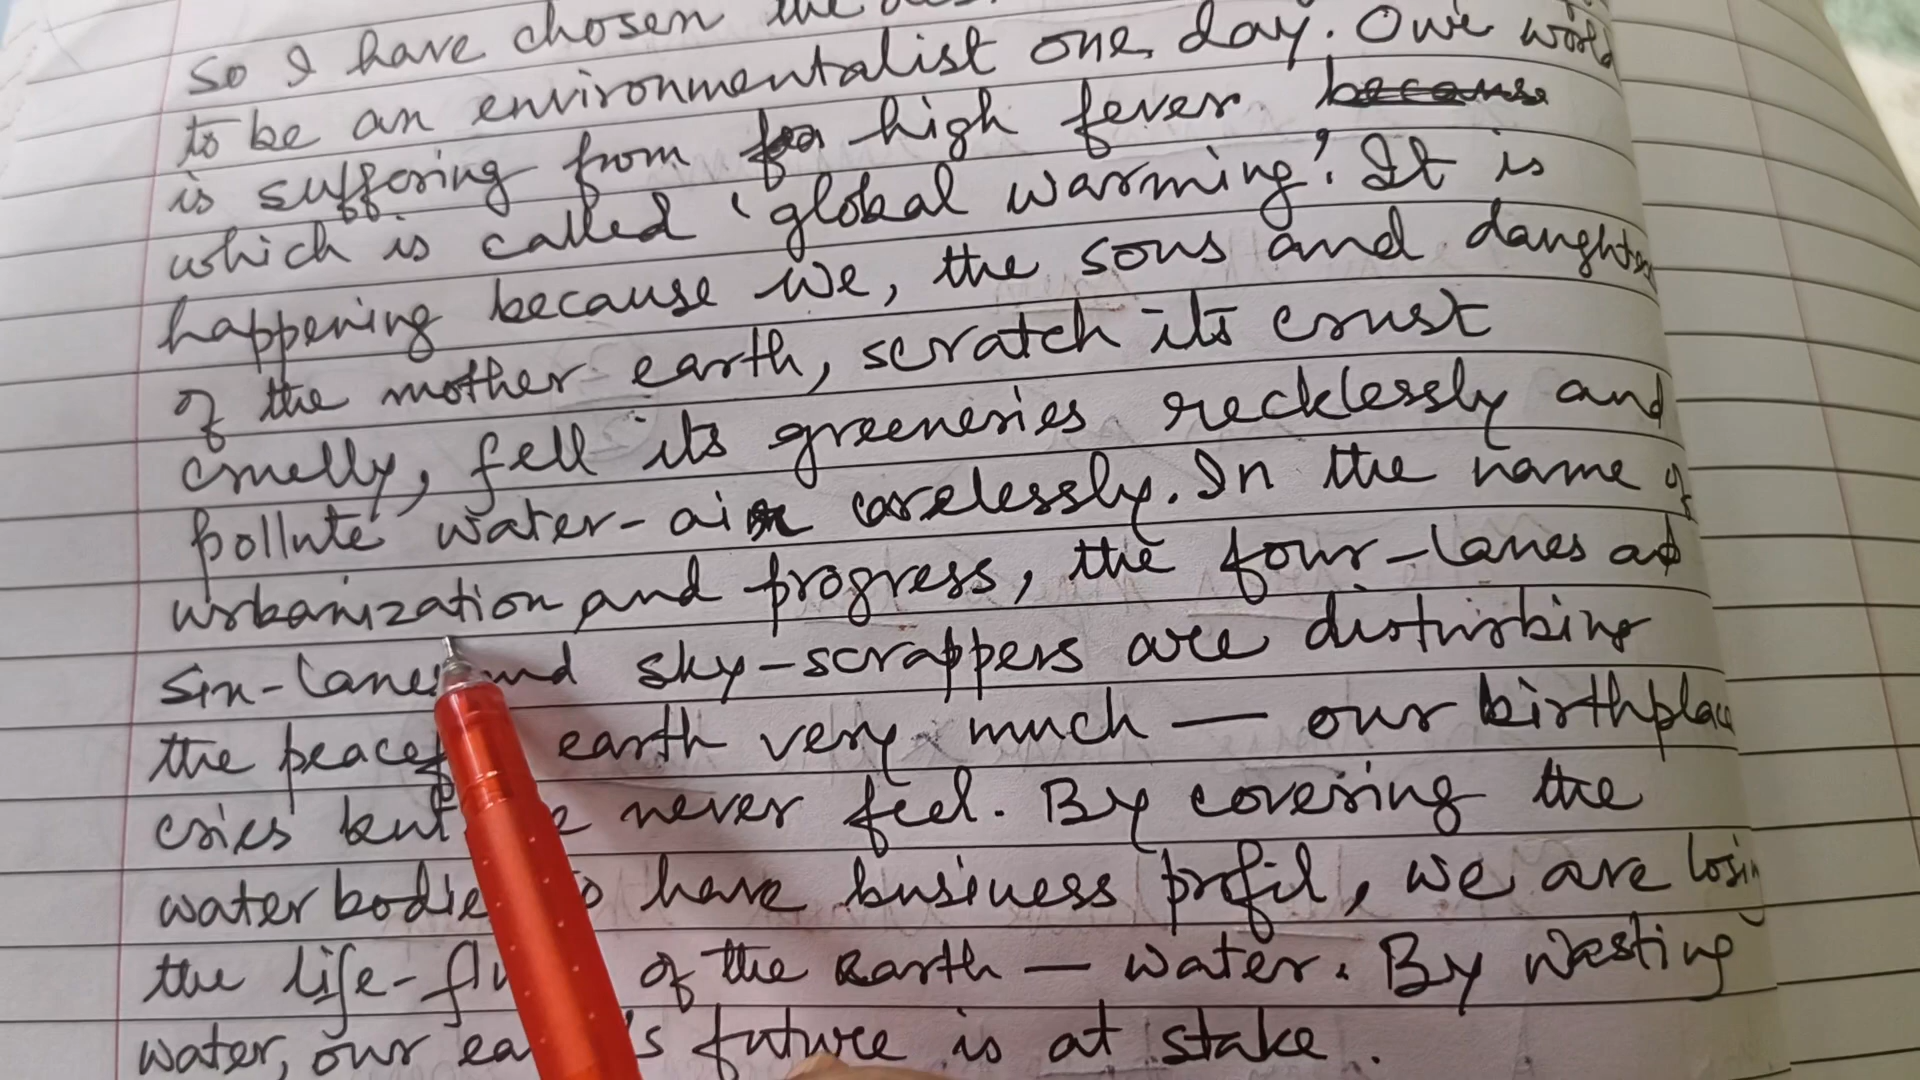 So I have chosen the
to be an environmentalist one day. Our world
is suffering from high fever because
which is called 'global warming'. It is
happening because we, the sons and daughters
of the mother earth, scratch its crust
cruelly, fell its greeneries recklessly and
pollute water-air carelessly. In the name of
urbanization and progress, the four-lanes and
six-lanes and sky-scrappers are disturbing
the peaceful earth very much — our birthplace
cries but never feel. By covering the
waterbodies to have business profit, we are losing
the life- of the earth — water. By wasting
water, our earth's future is at stake.